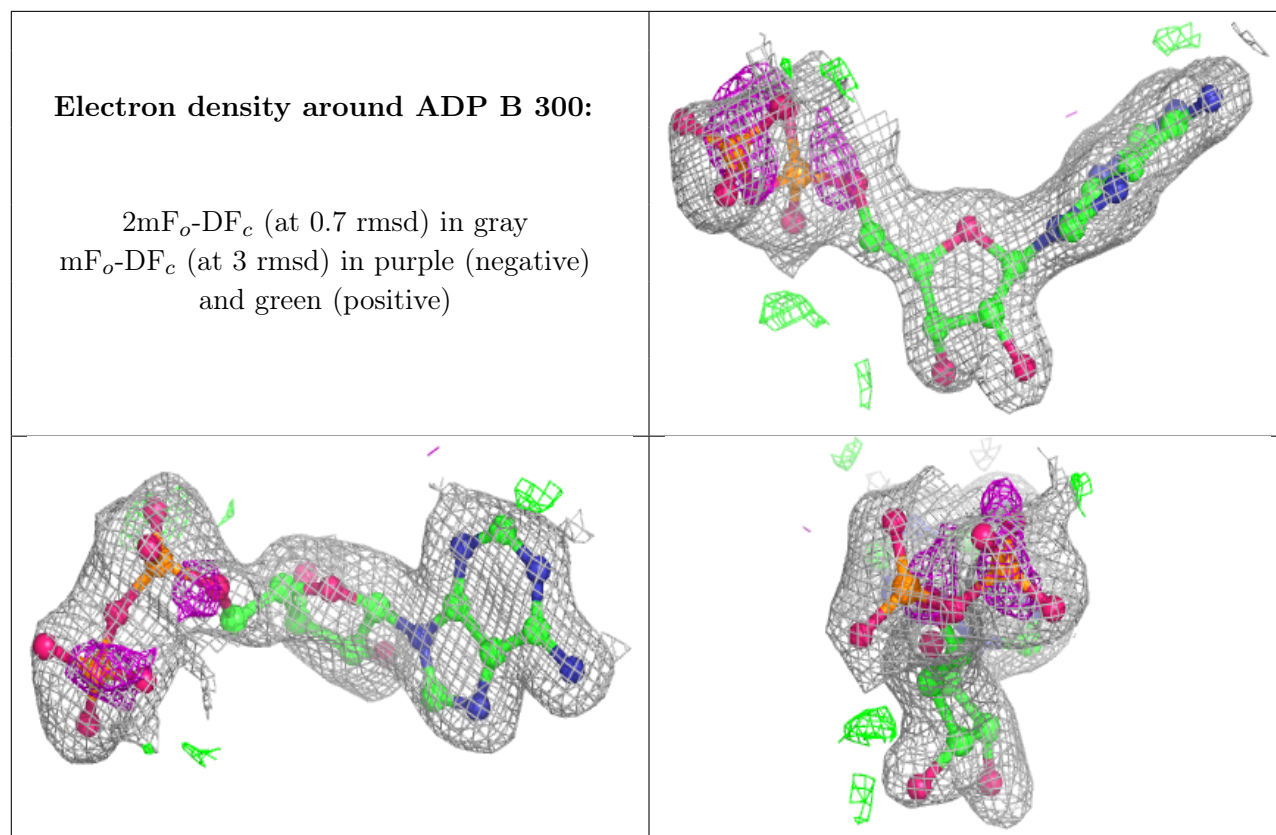 Electron density around ADP B 300:
2mFo-DFc (at 0.7 rmsd) in gray
mFo-DFc (at 3 rmsd) in purple (negative)
and green (positive)